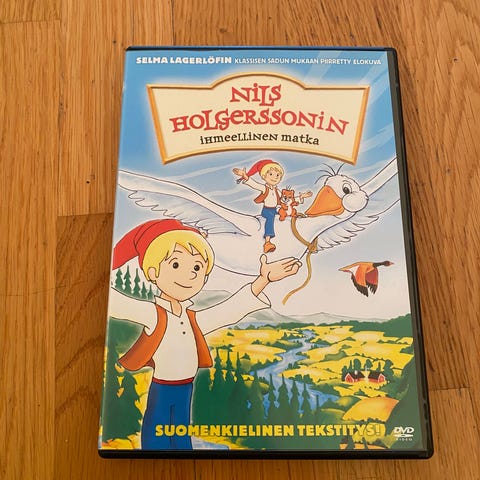 SELMA LAGERLÖFIN KLASSISEN SADUN MUKAAN PIIRRETTY ELOKUVA
NILS
HOLGERSSONIN
IHMEELLINEN MATKA
SUOMENKIELINEN TEKSTITYS!
DVD
VIDEO